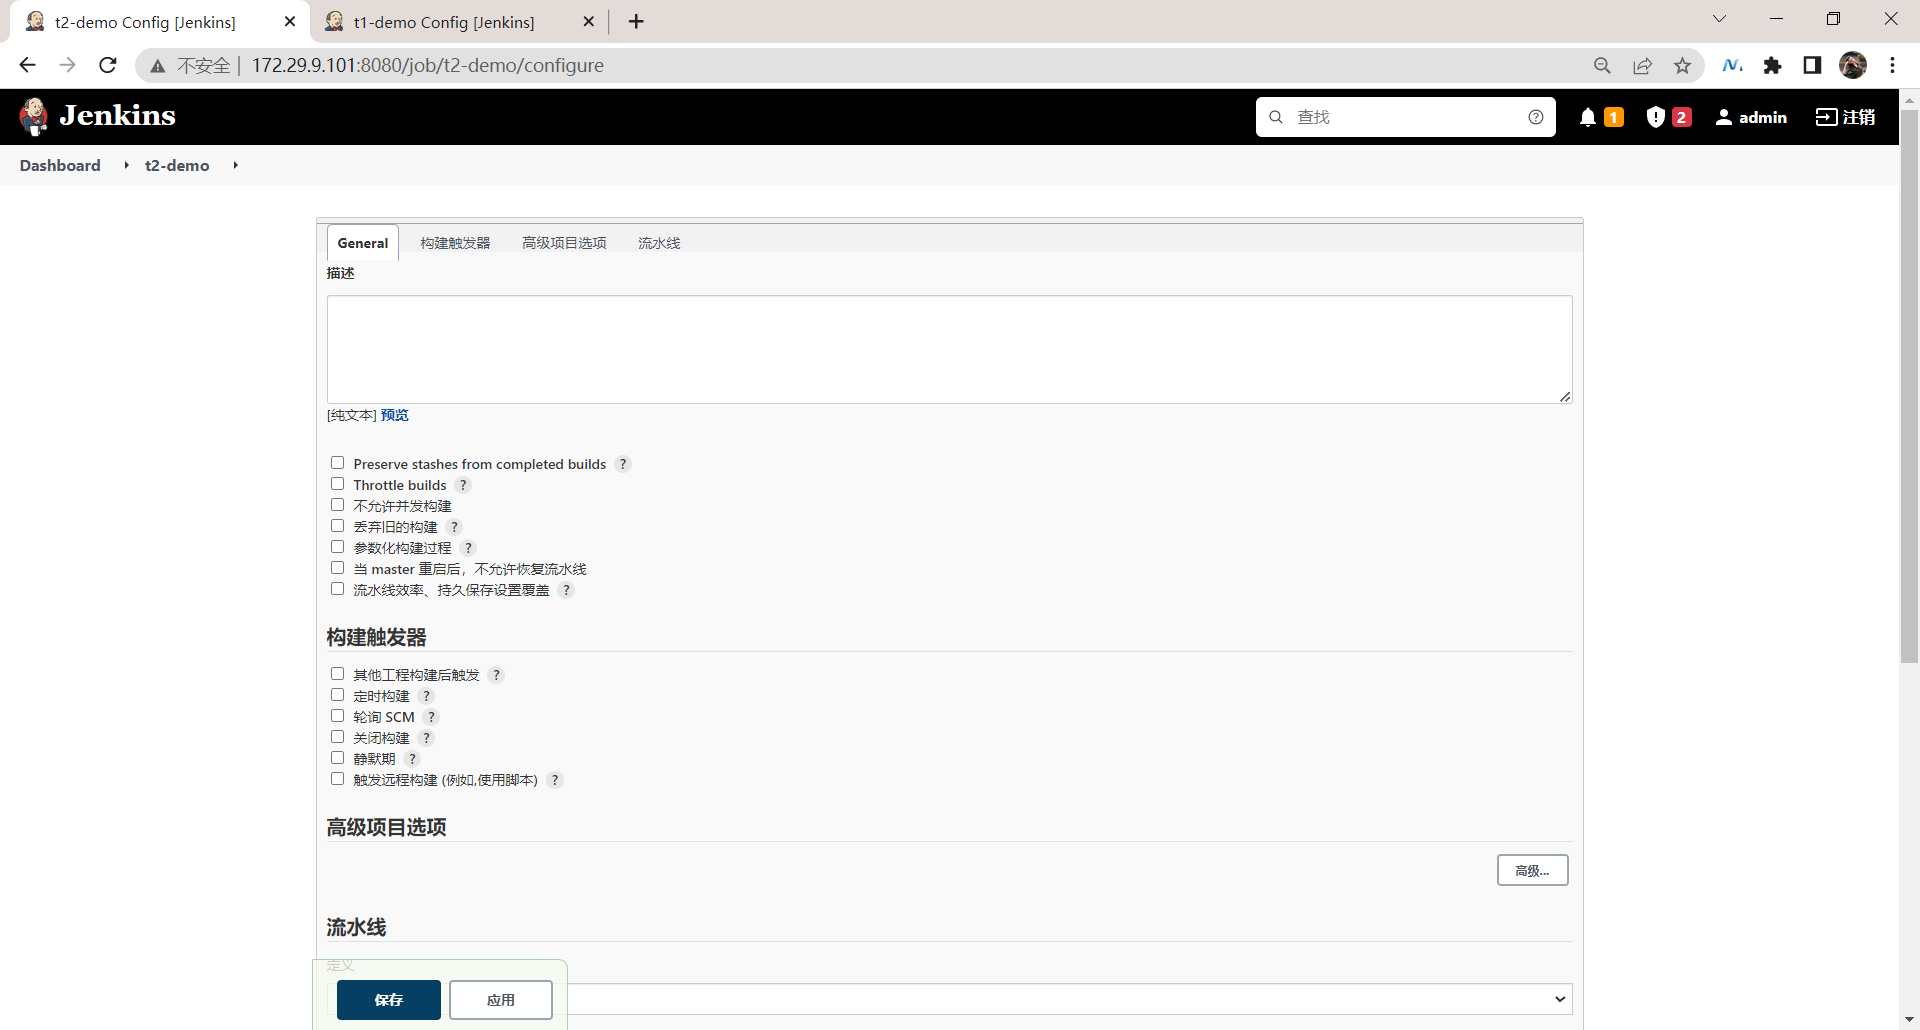 t2-demo Config [Jenkins]
t1-demo Config [Jenkins]
不安全 | 172.29.9.101:8080/job/t2-demo/configure
Jenkins
查找
1
2
admin
注销
Dashboard
t2-demo
General
构建触发器
高级项目选项
流水线
描述
[纯文本] 预览
Preserve stashes from completed builds ?
Throttle builds ?
不允许并发构建
丢弃旧的构建 ?
参数化构建过程 ?
当 master 重启后，不允许恢复流水线
流水线效率、持久保存设置覆盖 ?
构建触发器
其他工程构建后触发 ?
定时构建 ?
轮询 SCM ?
关闭构建 ?
静默期 ?
触发远程构建 (例如,使用脚本) ?
高级项目选项
高级...
流水线
定义
保存
应用